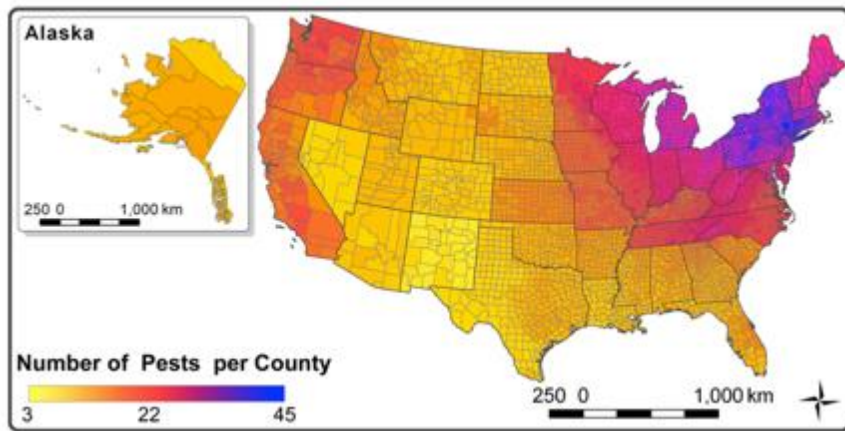 Alaska
250 0 1,000 km
Number of Pests per County
3 22 45
250 0 1,000 km